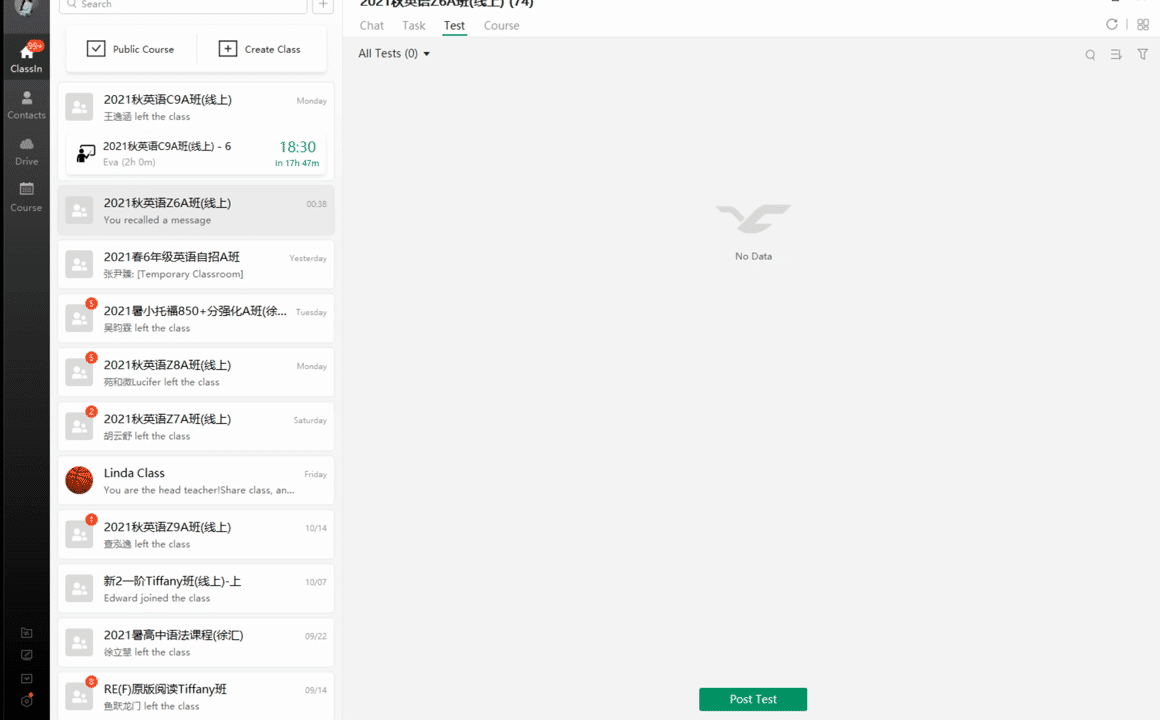 Search
Public Course
Create Class
99+
ClassIn
Contacts
Drive
Course
2021秋英语C9A班(线上)
Monday
王逸涵 left the class
2021秋英语C9A班(线上) - 6
18:30
Eva (2h 0m)
In 17h 47m
2021秋英语Z6A班(线上)
00:38
You recalled a message
2021春6年级英语自招A班
Yesterday
张尹臻: [Temporary Classroom]
5
2021暑小托福850+分强化A班(徐...
Tuesday
吴昀霖 left the class
5
2021秋英语Z8A班(线上)
Monday
苑和微Lucifer left the class
2
2021秋英语Z7A班(线上)
Saturday
胡云舒 left the class
Linda Class
Friday
You are the head teacher!Share class, an...
2021秋英语Z9A班(线上)
10/14
查泓逸 left the class
新2一阶Tiffany班(线上)-上
10/07
Edward joined the class
2021暑高中语法课程(徐汇)
09/22
徐立慧 left the class
8
RE(F)原版阅读Tiffany班
09/14
鱼跃龙门 left the class
2021秋英语Z6A班(线上) (74)
Chat
Task
Test
Course
All Tests (0)
No Data
Post Test